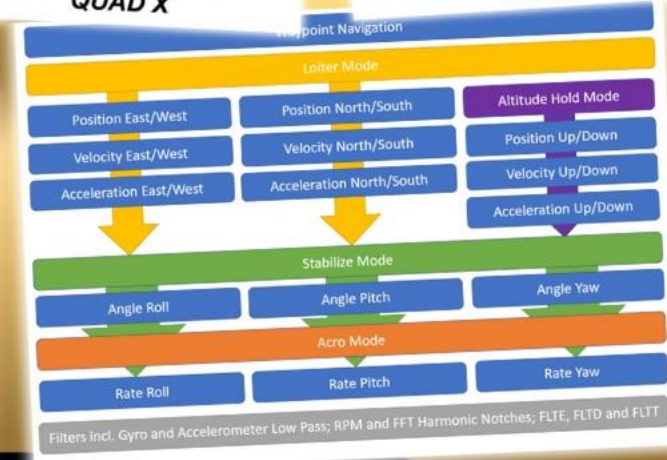 QUAD X
Waypoint Navigation
Loiter Mode
Position East/West
Position North/South
Altitude Hold Mode
Velocity East/West
Velocity North/South
Position Up/Down
Acceleration East/West
Acceleration North/South
Velocity Up/Down
Acceleration Up/Down
Stabilize Mode
Angle Roll
Angle Pitch
Angle Yaw
Acro Mode
Rate Roll
Rate Pitch
Rate Yaw
Filters Incl. Gyro and Accelerometer Low Pass; RPM and FFT Harmonic Notches; FLTE, FLTD and FLTT